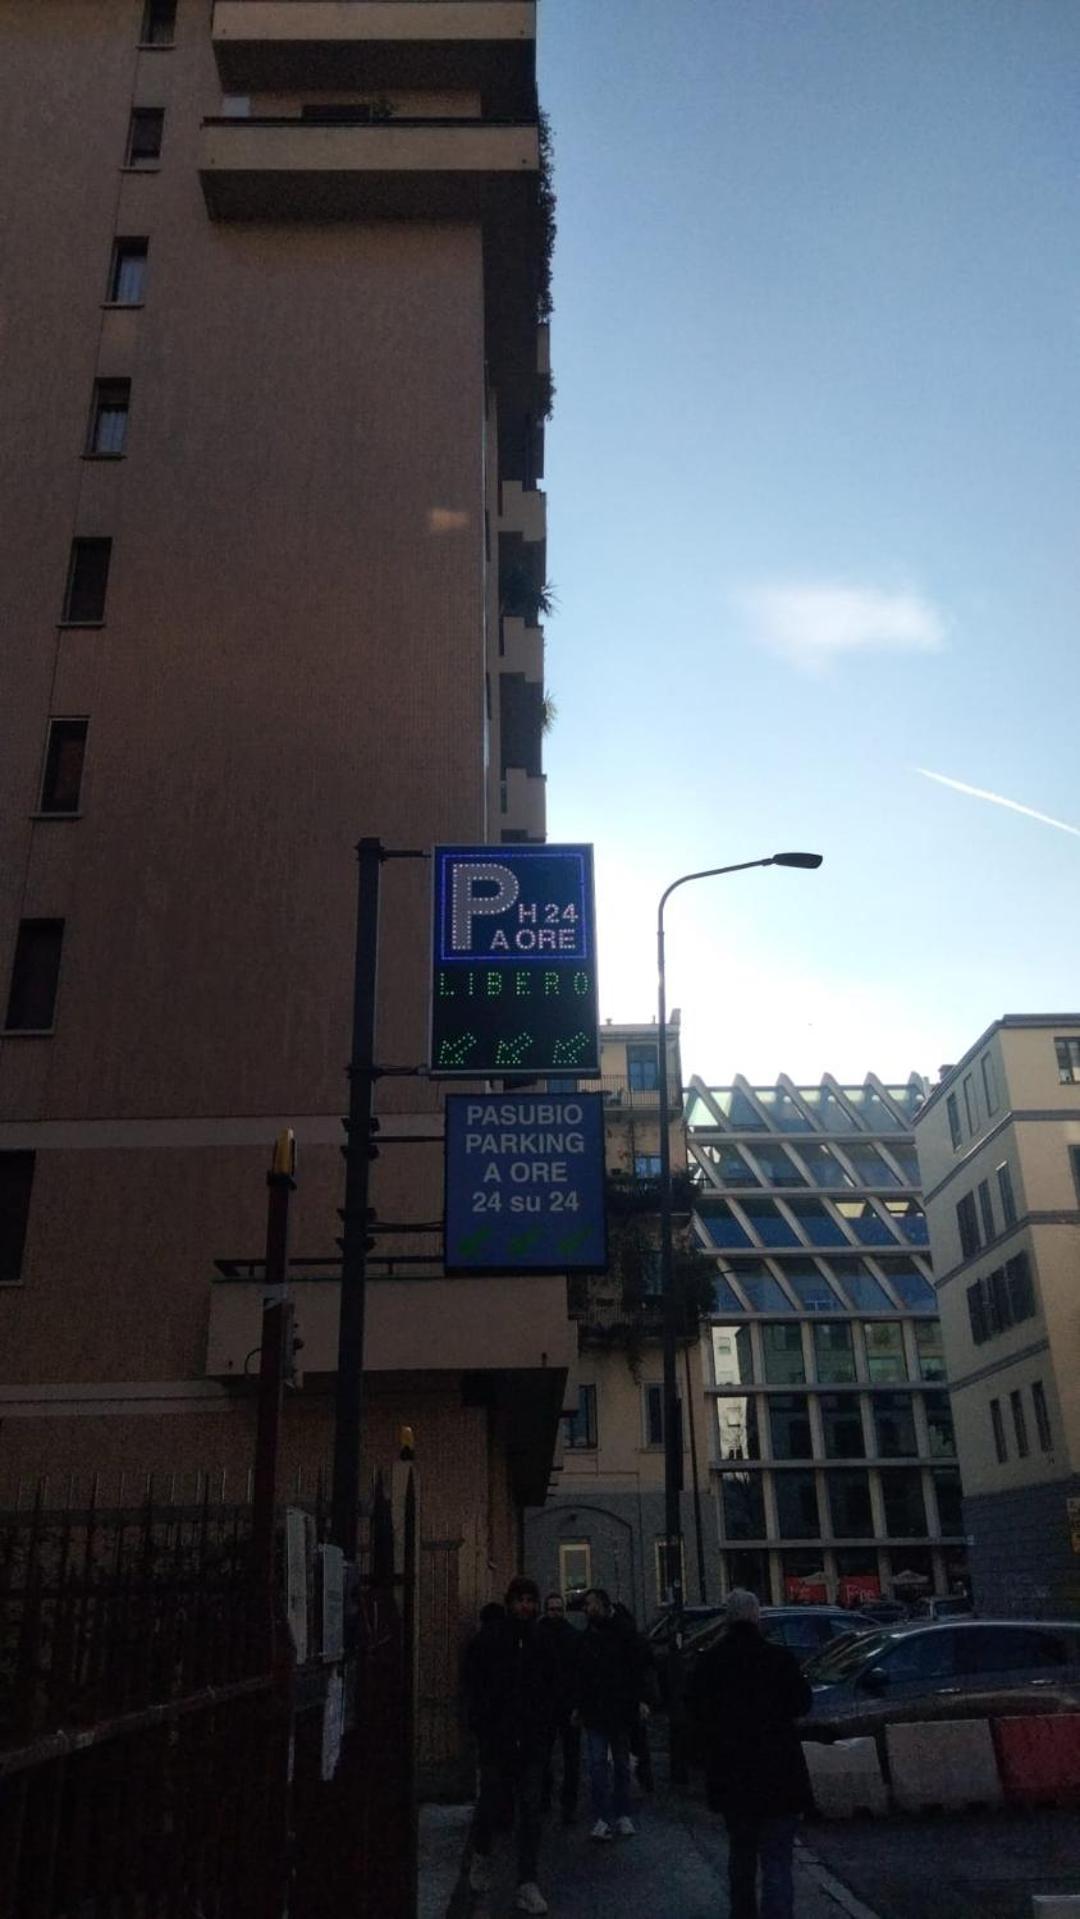 P H 24
A ORE
LIBERO
PASUBIO
PARKING
A ORE
24 su 24